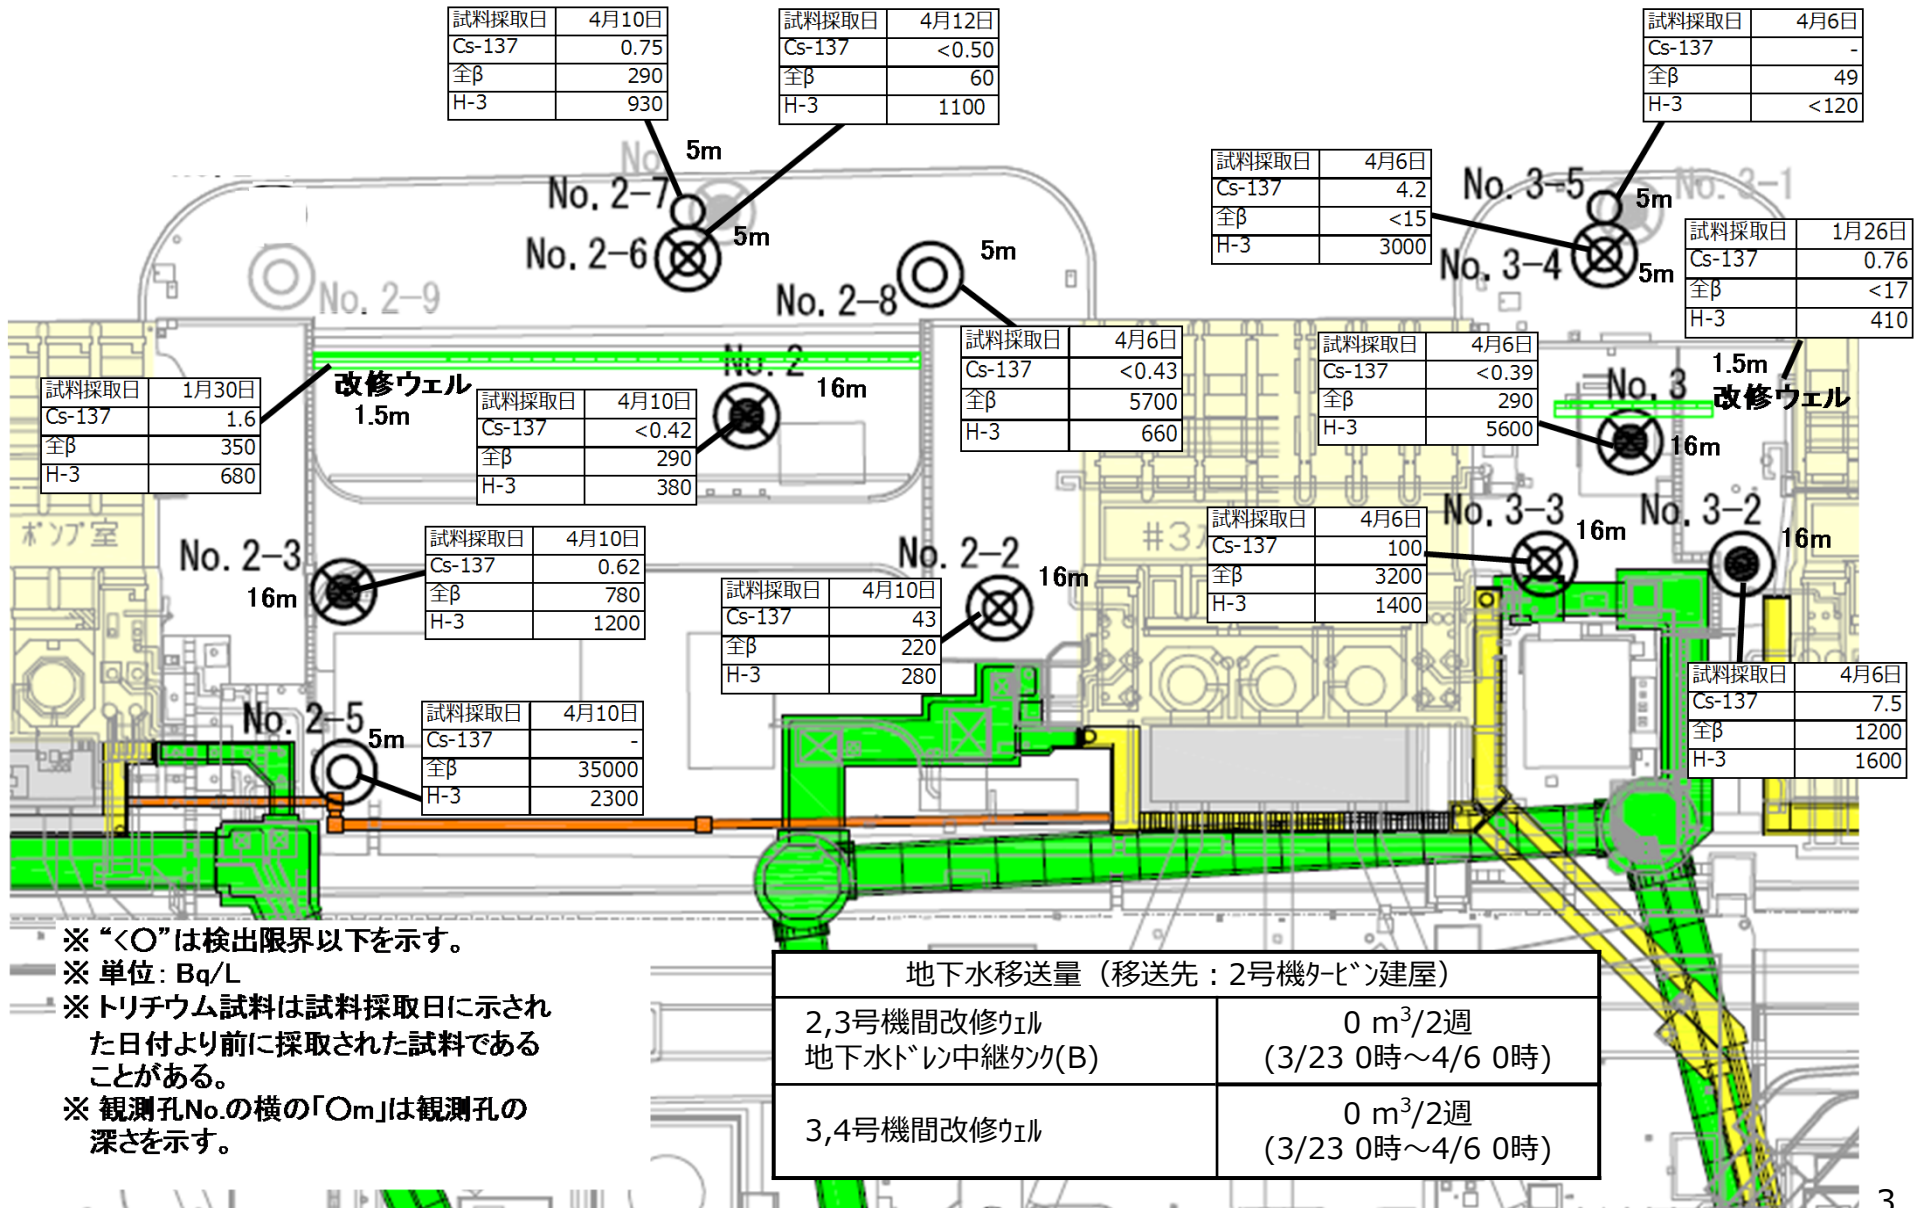 試料採取日 4月10日
Cs-137 0.75
全β 290
H-3 930
試料採取日 4月12日
Cs-137 <0.50
全β 60
H-3 1100
試料採取日 4月6日
Cs-137 -
全β 49
H-3 <120
試料採取日 4月6日
Cs-137 4.2
全β <15
H-3 3000
試料採取日 1月26日
Cs-137 0.76
全β <17
H-3 410
No
5m
No. 2-7
5m
No. 2-6
5m
No. 2-8
No. 2-9
No. 3-5
5m
No. 3-1
No. 3-4
5m
試料採取日 4月6日
Cs-137 <0.43
全β 5700
H-3 660
試料採取日 4月6日
Cs-137 <0.39
全β 290
H-3 5600
1.5m
改修ウェル
No. 3
16m
試料採取日 1月30日
Cs-137 1.6
全β 350
H-3 680
改修ウェル
1.5m
No. 2
16m
試料採取日 4月10日
Cs-137 <0.42
全β 290
H-3 380
ポンプ室
No. 2-3
16m
試料採取日 4月10日
Cs-137 0.62
全β 780
H-3 1200
No. 2-2
16m
試料採取日 4月10日
Cs-137 43
全β 220
H-3 280
#3
試料採取日 4月6日
Cs-137 100
全β 3200
H-3 1400
No. 3-3
16m
No. 3-2
16m
試料採取日 4月6日
Cs-137 7.5
全β 1200
H-3 1600
No. 2-5
5m
試料採取日 4月10日
Cs-137 -
全β 35000
H-3 2300
※ “<○”は検出限界以下を示す。
※ 単位: Bq/L
※ トリチウム試料は試料採取日に示され
た日付より前に採取された試料である
ことがある。
※ 観測孔No.の横の「○m」は観測孔の
深さを示す。
地下水移送量（移送先：2号機ﾀｰﾋﾞﾝ建屋）
2,3号機間改修ｳｪﾙ
地下水ﾄﾞﾚﾝ中継ﾀﾝｸ(B)
0 m³/2週
(3/23 0時～4/6 0時)
3,4号機間改修ｳｪﾙ
0 m³/2週
(3/23 0時～4/6 0時)
3